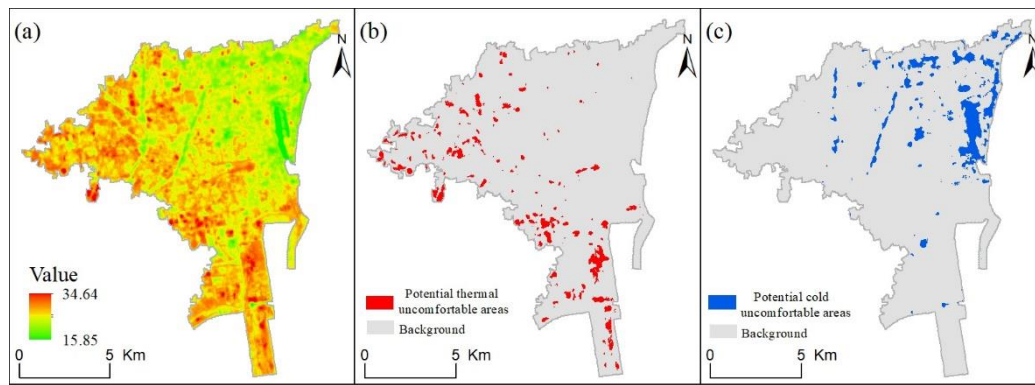 (a)
N
Value
34.64
15.85
0 5 Km
(b)
N
Potential thermal
uncomfortable areas
Background
0 5 Km
(c)
N
Potential cold
uncomfortable areas
Background
0 5 Km